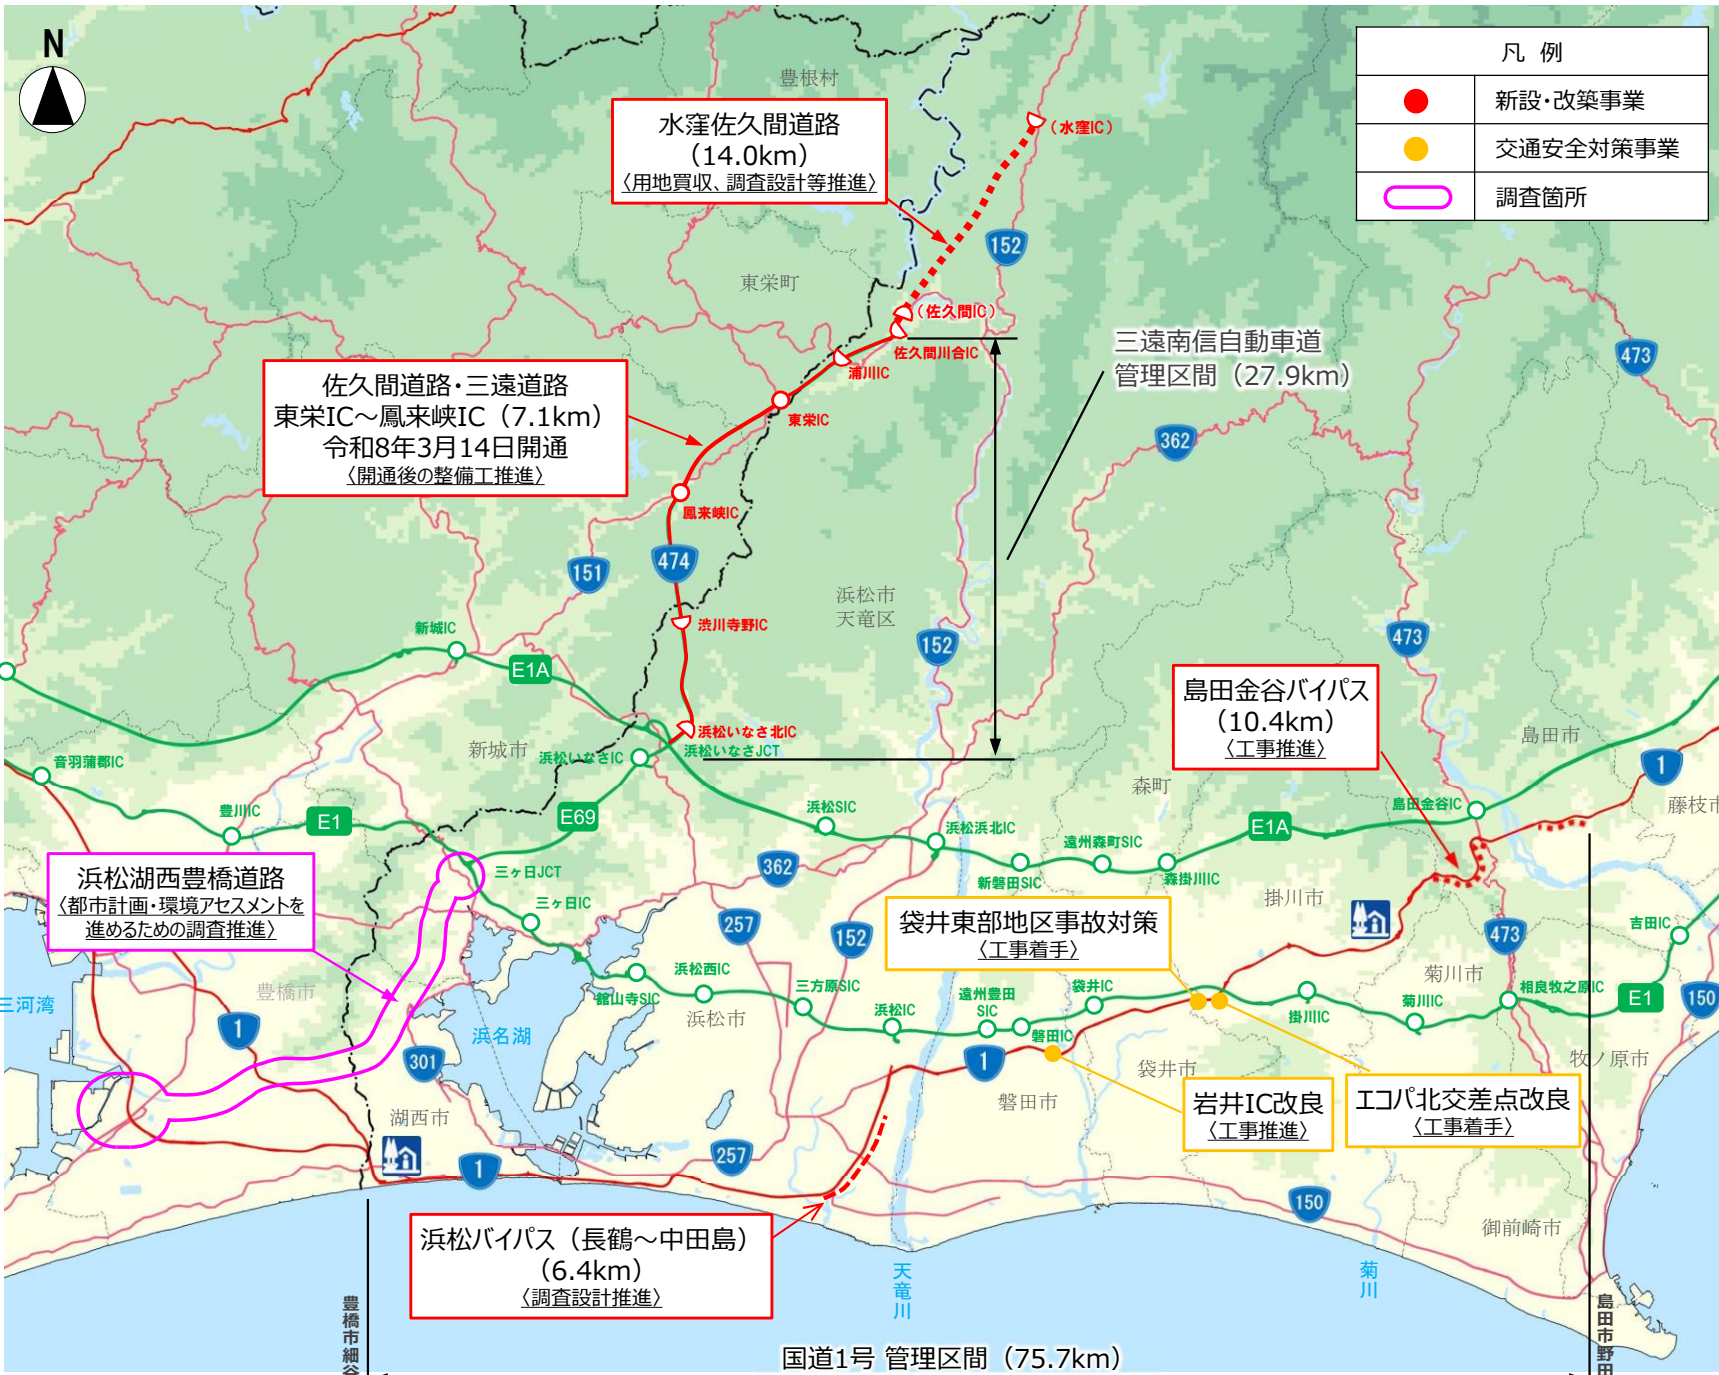 N
凡 例
新設・改築事業
交通安全対策事業
調査箇所
豊根村
水窪佐久間道路
（14.0km）
〈用地買収、調査設計等推進〉
（水窪IC）
152
東栄町
（佐久間IC）
佐久間川合IC
浦川IC
三遠南信自動車道
管理区間（27.9km）
473
佐久間道路・三遠道路
東栄IC～鳳来峡IC（7.1km）
令和8年3月14日開通
〈開通後の整備工推進〉
東栄IC
362
鳳来峡IC
474
151
浜松市
天竜区
渋川寺野IC
新城IC
E1A
152
473
島田金谷バイパス
（10.4km）
〈工事推進〉
浜松いなさ北IC
浜松いなさJCT
浜松いなさIC
新城市
島田市
1
音羽蒲郡IC
豊川IC
E1
E69
浜松SIC
浜松浜北IC
遠州森町SIC
新磐田SIC
森掛川IC
森町
E1A
島田金谷IC
藤枝市
浜松湖西豊橋道路
〈都市計画・環境アセスメントを
進めるための調査推進〉
三ヶ日JCT
三ヶ日IC
362
257
152
掛川市
袋井東部地区事故対策
〈工事着手〉
473
吉田IC
菊川市
豊橋市
三河湾
1
301
浜名湖
舘山寺SIC
浜松西IC
浜松市
三方原SIC
浜松IC
遠州豊田
SIC
磐田IC
袋井IC
掛川IC
菊川IC
相良牧之原IC
E1
150
1
磐田市
袋井市
牧ノ原市
岩井IC改良
〈工事推進〉
エコパ北交差点改良
〈工事着手〉
湖西市
1
257
150
御前崎市
浜松バイパス（長鶴～中田島）
（6.4km）
〈調査設計推進〉
天竜川
菊川
豊橋市細谷
島田市野田
国道1号 管理区間（75.7km）